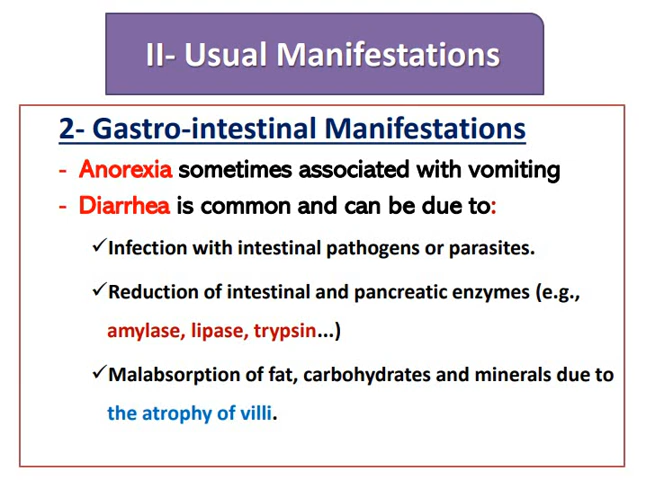 II- Usual Manifestations
2- Gastro-intestinal Manifestations
- Anorexia sometimes associated with vomiting
- Diarrhea is common and can be due to:
✓Infection with intestinal pathogens or parasites.
✓Reduction of intestinal and pancreatic enzymes (e.g.,
amylase, lipase, trypsin...)
✓Malabsorption of fat, carbohydrates and minerals due to
the atrophy of villi.